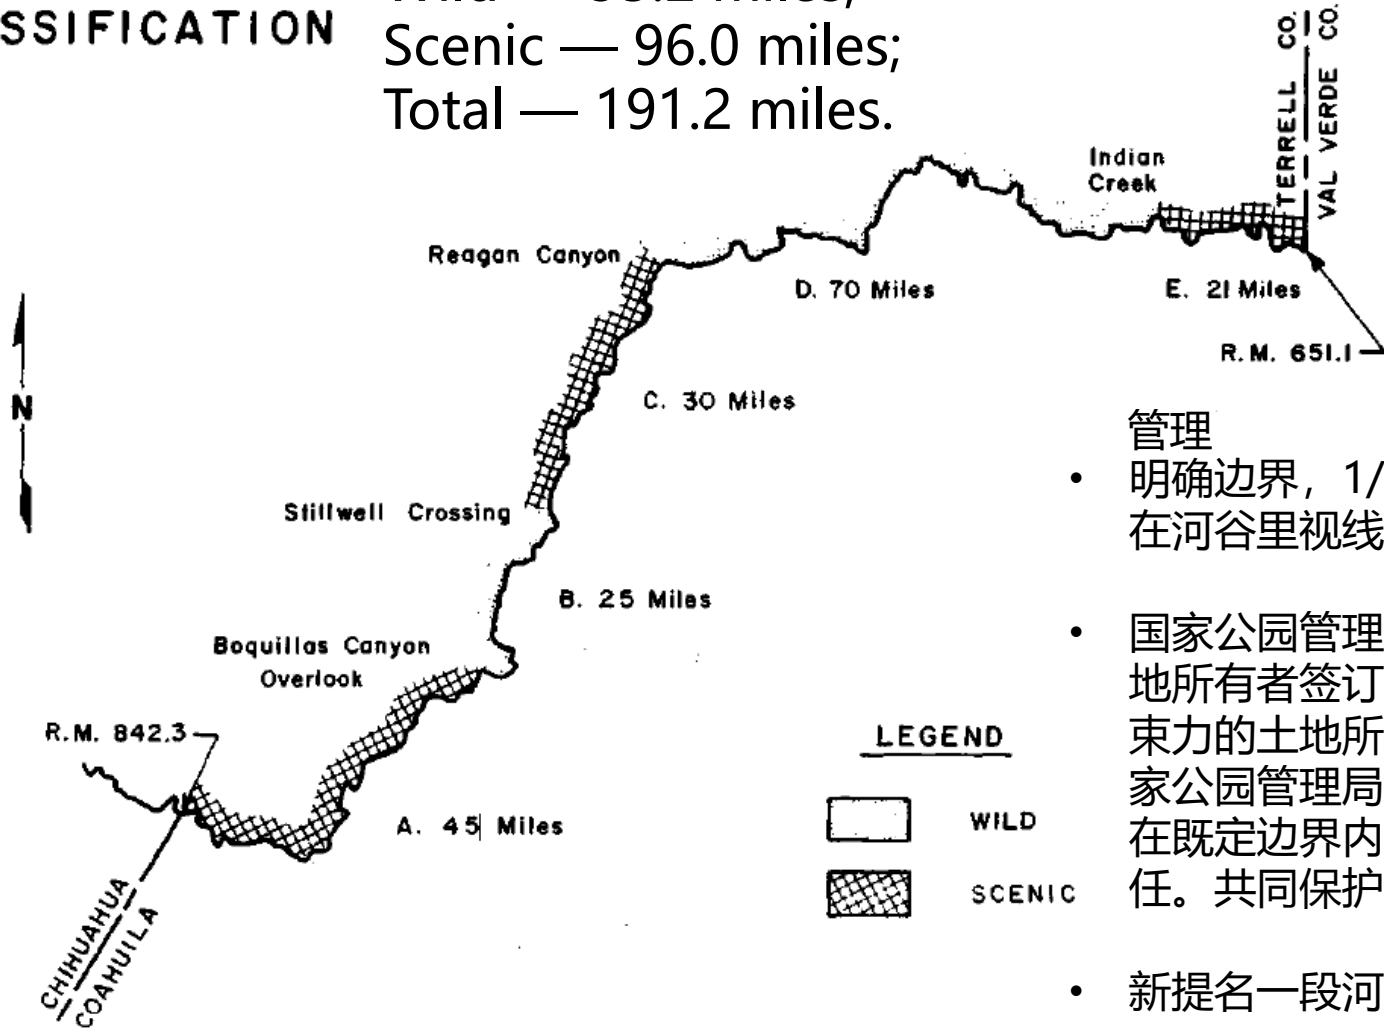 miles;
SSIFICATION
Scenic — 96.0 miles;
Total — 191.2 miles.
TERRELL CO.
VAL VERDE CO.
Indian
Creek
Reagan Canyon
D. 70 Miles
E. 21 Miles
R.M. 651.1
N
C. 30 Miles
Stillwell Crossing
B. 25 Miles
Boquillas Canyon
Overlook
R.M. 842.3
A. 45 Miles
CHIHUAHUA
COAHUILA
LEGEND
WILD
SCENIC
管理
• 明确边界，1/
在河谷里视线
• 国家公园管理
地所有者签订
束力的土地所
家公园管理局
在既定边界内
任。共同保护
• 新提名一段河